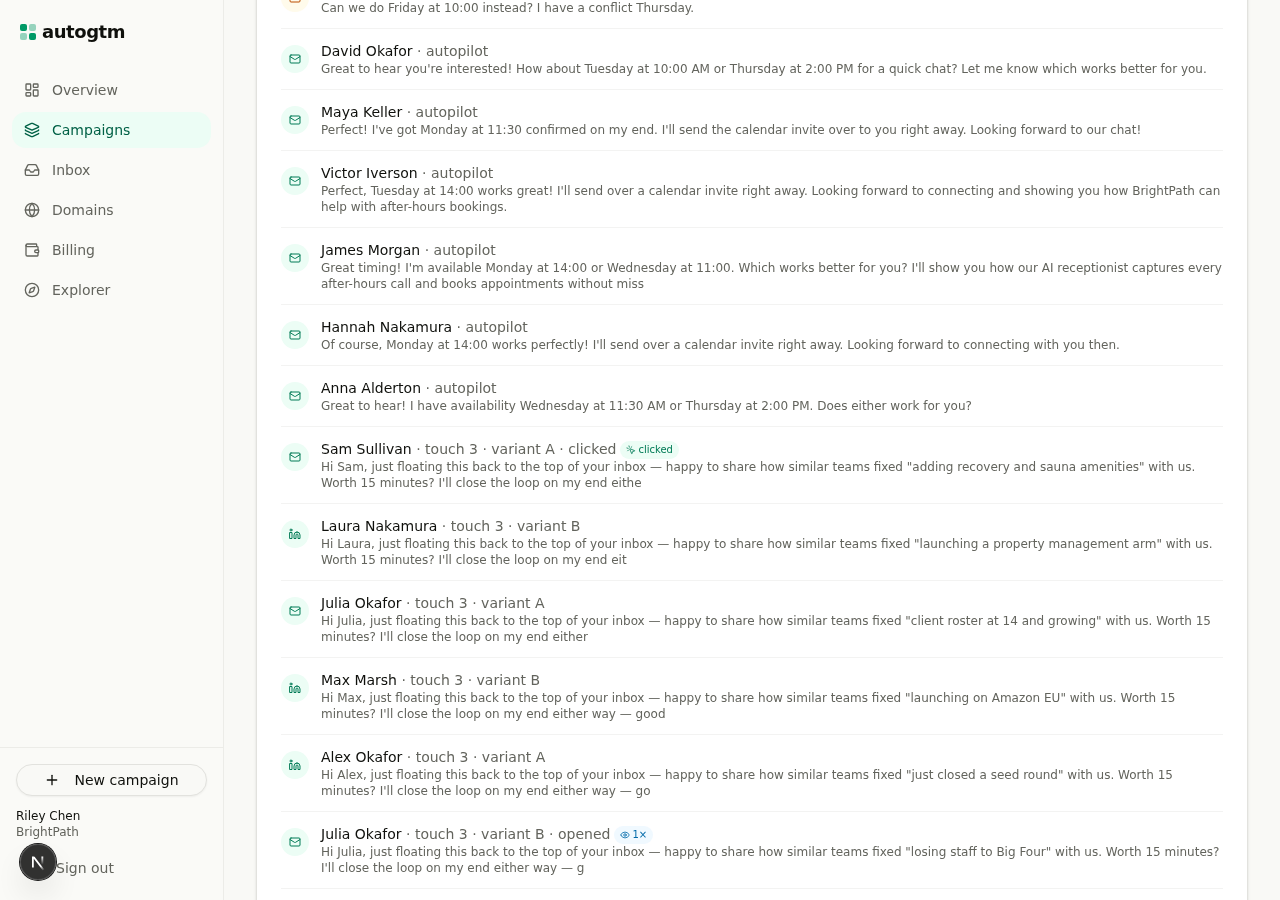 autogtm
Overview
Campaigns
Inbox
Domains
Billing
Explorer
New campaign
Riley Chen
BrightPath
N
Sign out
Can we do Friday at 10:00 instead? I have a conflict Thursday.
David Okafor · autopilot
Great to hear you're interested! How about Tuesday at 10:00 AM or Thursday at 2:00 PM for a quick chat? Let me know which works better for you.
Maya Keller · autopilot
Perfect! I've got Monday at 11:30 confirmed on my end. I'll send the calendar invite over to you right away. Looking forward to our chat!
Victor Iverson · autopilot
Perfect, Tuesday at 14:00 works great! I'll send over a calendar invite right away. Looking forward to connecting and showing you how BrightPath can
help with after-hours bookings.
James Morgan · autopilot
Great timing! I'm available Monday at 14:00 or Wednesday at 11:00. Which works better for you? I'll show you how our AI receptionist captures every
after-hours call and books appointments without miss
Hannah Nakamura · autopilot
Of course, Monday at 14:00 works perfectly! I'll send over a calendar invite right away. Looking forward to connecting with you then.
Anna Alderton · autopilot
Great to hear! I have availability Wednesday at 11:30 AM or Thursday at 2:00 PM. Does either work for you?
Sam Sullivan · touch 3 · variant A · clicked clicked
Hi Sam, just floating this back to the top of your inbox — happy to share how similar teams fixed "adding recovery and sauna amenities" with us.
Worth 15 minutes? I'll close the loop on my end eithe
Laura Nakamura · touch 3 · variant B
Hi Laura, just floating this back to the top of your inbox — happy to share how similar teams fixed "launching a property management arm" with us.
Worth 15 minutes? I'll close the loop on my end eit
Julia Okafor · touch 3 · variant A
Hi Julia, just floating this back to the top of your inbox — happy to share how similar teams fixed "client roster at 14 and growing" with us. Worth 15
minutes? I'll close the loop on my end either
Max Marsh · touch 3 · variant B
Hi Max, just floating this back to the top of your inbox — happy to share how similar teams fixed "launching on Amazon EU" with us. Worth 15
minutes? I'll close the loop on my end either way — good
Alex Okafor · touch 3 · variant A
Hi Alex, just floating this back to the top of your inbox — happy to share how similar teams fixed "just closed a seed round" with us. Worth 15
minutes? I'll close the loop on my end either way — go
Julia Okafor · touch 3 · variant B · opened 1×
Hi Julia, just floating this back to the top of your inbox — happy to share how similar teams fixed "losing staff to Big Four" with us. Worth 15 minutes?
I'll close the loop on my end either way — g